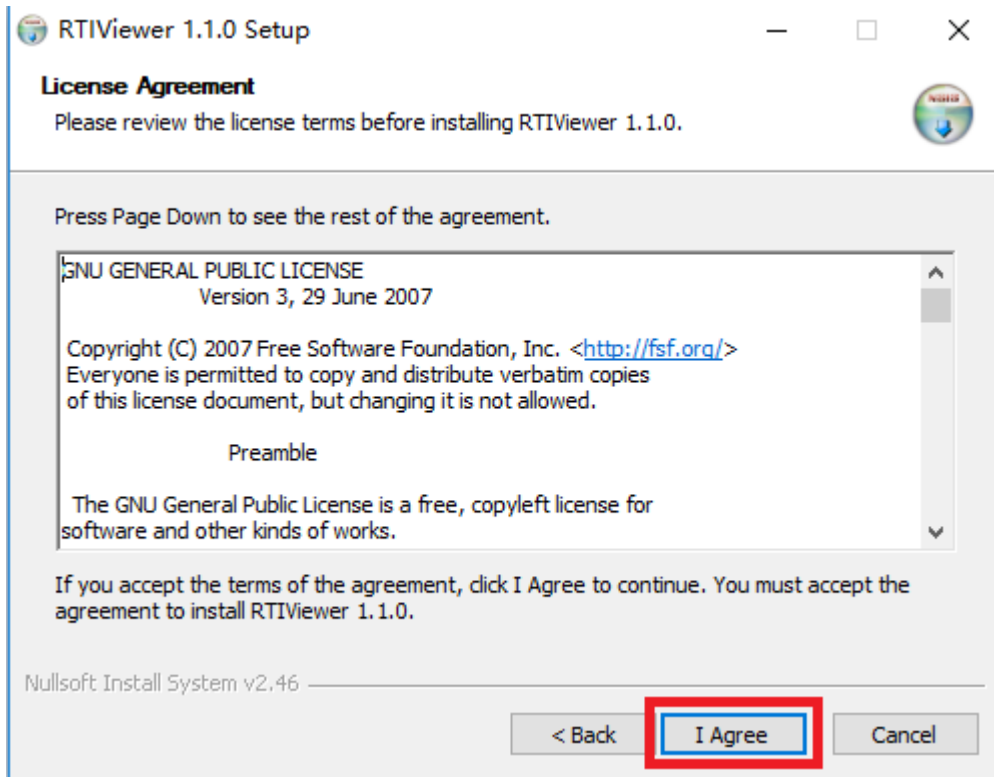 RTIViewer 1.1.0 Setup
License Agreement
Please review the license terms before installing RTIViewer 1.1.0.
Press Page Down to see the rest of the agreement.
GNU GENERAL PUBLIC LICENSE
Version 3, 29 June 2007
Copyright (C) 2007 Free Software Foundation, Inc. <http://fsf.org/>
Everyone is permitted to copy and distribute verbatim copies
of this license document, but changing it is not allowed.
Preamble
The GNU General Public License is a free, copyleft license for
software and other kinds of works.
If you accept the terms of the agreement, click I Agree to continue. You must accept the
agreement to install RTIViewer 1.1.0.
Nullsoft Install System v2.46
< Back I Agree Cancel